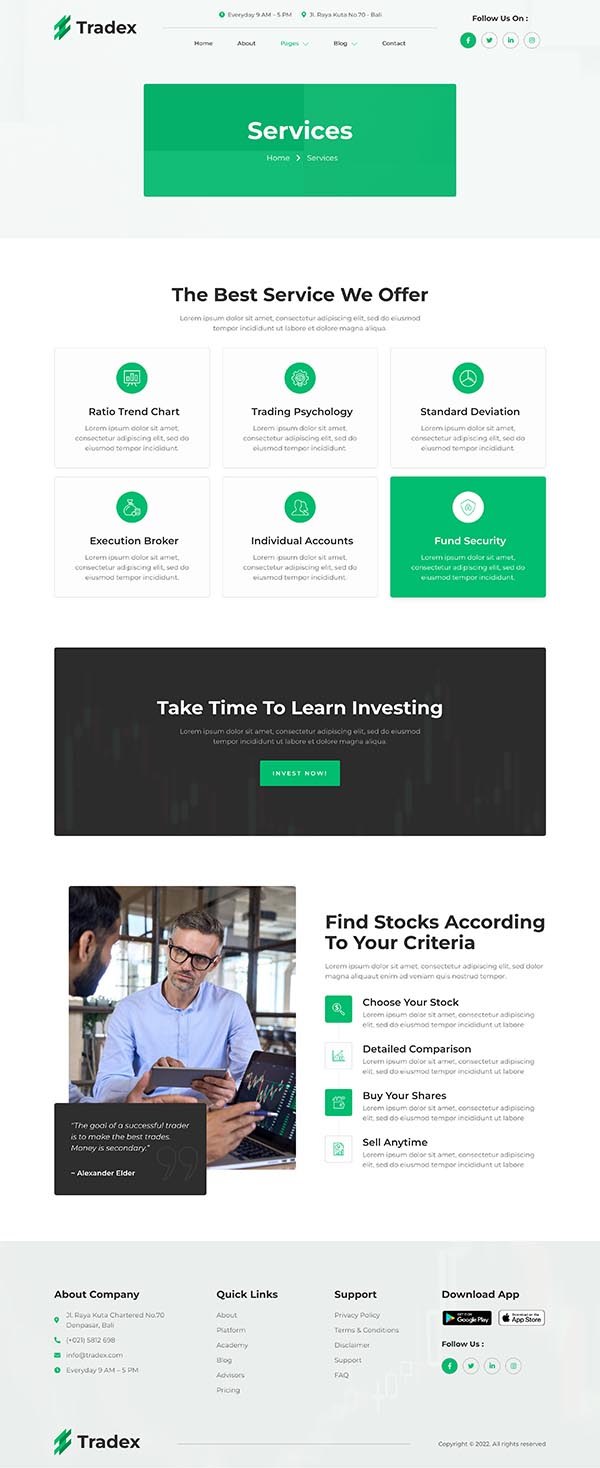 Tradex
Everyday 9 AM – 5 PM
Jl. Raya Kuta No.70 - Bali
Home
About
Pages
Blog
Contact
Follow Us On :
Services
Home
Services
The Best Service We Offer
Lorem ipsum dolor sit amet, consectetur adipiscing elit, sed do eiusmod
tempor incididunt ut labore et dolore magna aliqua.
Ratio Trend Chart
Lorem ipsum dolor sit amet,
consectetur adipiscing elit, sed do
eiusmod tempor incididunt.
Trading Psychology
Lorem ipsum dolor sit amet,
consectetur adipiscing elit, sed do
eiusmod tempor incididunt.
Standard Deviation
Lorem ipsum dolor sit amet,
consectetur adipiscing elit, sed do
eiusmod tempor incididunt.
Execution Broker
Lorem ipsum dolor sit amet,
consectetur adipiscing elit, sed do
eiusmod tempor incididunt.
Individual Accounts
Lorem ipsum dolor sit amet,
consectetur adipiscing elit, sed do
eiusmod tempor incididunt.
Fund Security
Lorem ipsum dolor sit amet,
consectetur adipiscing elit, sed do
eiusmod tempor incididunt.
Take Time To Learn Investing
Lorem ipsum dolor sit amet, consectetur adipiscing elit, sed do eiusmod
tempor incididunt ut labore et dolore magna aliqua.
INVEST NOW!
"The goal of a successful trader
is to make the best trades.
Money is secondary."
– Alexander Elder
Find Stocks According
To Your Criteria
Lorem ipsum dolor sit amet, consectetur adipiscing elit, sed do eiusmod
magna aliquaut enim ad veniam quis nostrud tempor.
Choose Your Stock
Lorem ipsum dolor sit amet, consectetur adipiscing
elit, sed do eiusmod tempor incididunt ut labore
Detailed Comparison
Lorem ipsum dolor sit amet, consectetur adipiscing
elit, sed do eiusmod tempor incididunt ut labore
Buy Your Shares
Lorem ipsum dolor sit amet, consectetur adipiscing
elit, sed do eiusmod tempor incididunt ut labore
Sell Anytime
Lorem ipsum dolor sit amet, consectetur adipiscing
elit, sed do eiusmod tempor incididunt ut labore
About Company
Jl. Raya Kuta Chartered No.70
Denpasar, Bali
(+021) 5812 698
info@tradex.com
Everyday 9 AM – 5 PM
Quick Links
About
Platform
Academy
Blog
Advisors
Pricing
Support
Privacy Policy
Terms & Conditions
Disclaimer
Support
FAQ
Download App
GET IT ON
Google Play
Download on the
App Store
Follow Us :
Tradex
Copyright © 2022. All rights reserved